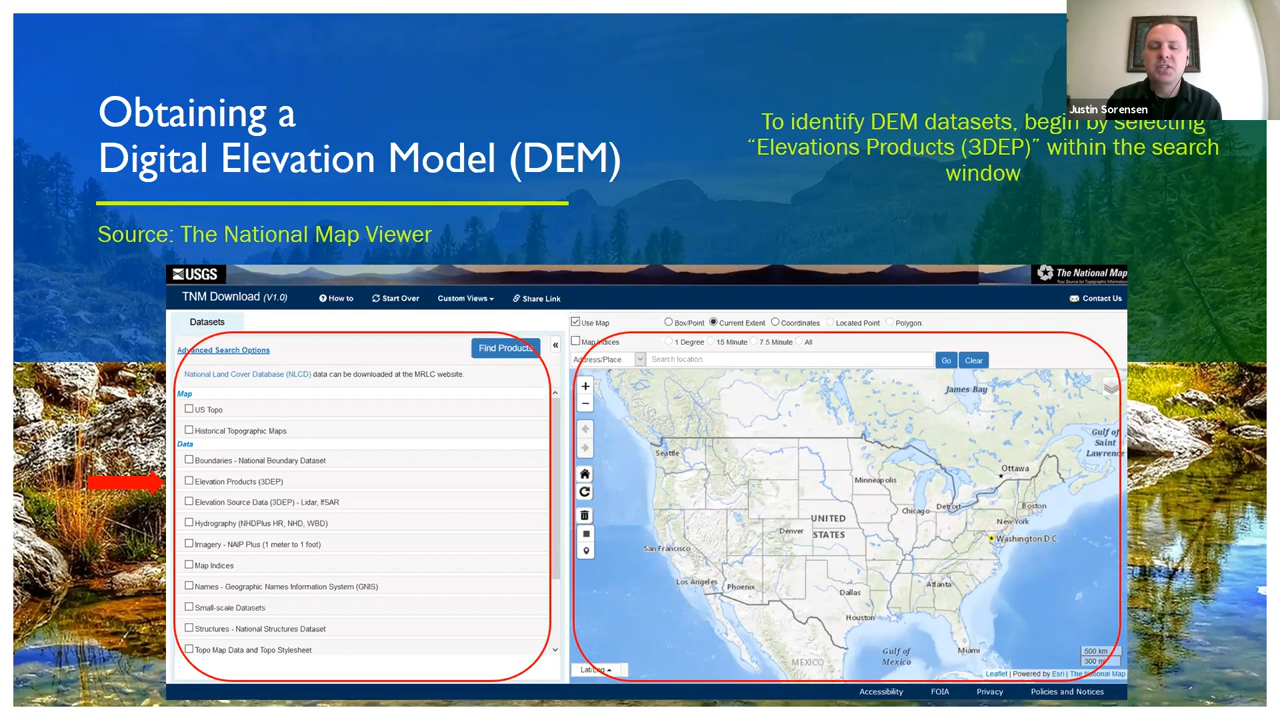 Justin Sorensen
Obtaining a
Digital Elevation Model (DEM)
To identify DEM datasets, begin by selecting
“Elevations Products (3DEP)” within the search
window
Source: The National Map Viewer
USGS
The National Map
Your Source for Topographic Information
TNM Download (V1.0)
How to
Start Over
Custom Views
Share Link
Contact Us
Datasets
Advanced Search Options
Find Products
«
National Land Cover Database (NLCD) data can be downloaded at the MRLC website.
Map
US Topo
Historical Topographic Maps
Data
Boundaries - National Boundary Dataset
Elevation Products (3DEP)
Elevation Source Data (3DEP) - Lidar, IfSAR
Hydrography (NHDPlus HR, NHD, WBD)
Imagery - NAIP Plus (1 meter to 1 foot)
Map Indices
Names - Geographic Names Information System (GNIS)
Small-scale Datasets
Structures - National Structures Dataset
Topo Map Data and Topo Stylesheet
Use Map
Box/Point
Current Extent
Coordinates
Located Point
Polygon
Map Indices
1 Degree
15 Minute
7.5 Minute
All
Address/Place
Search location
Go
Clear
+
−
James Bay
Gulf of
Saint
Lawrence
Seattle
Ottawa
Minneapolis
Boston
Chicago
Detroit
New York
UNITED
STATES
Denver
Washington D.C.
San Francisco
Los Angeles
Phoenix
Atlanta
Dallas
Houston
Miami
Gulf of
Mexico
MEXICO
500 km
300 mi
Lat/Lng
Leaflet | Powered by Esri | The National Map
Accessibility
FOIA
Privacy
Policies and Notices